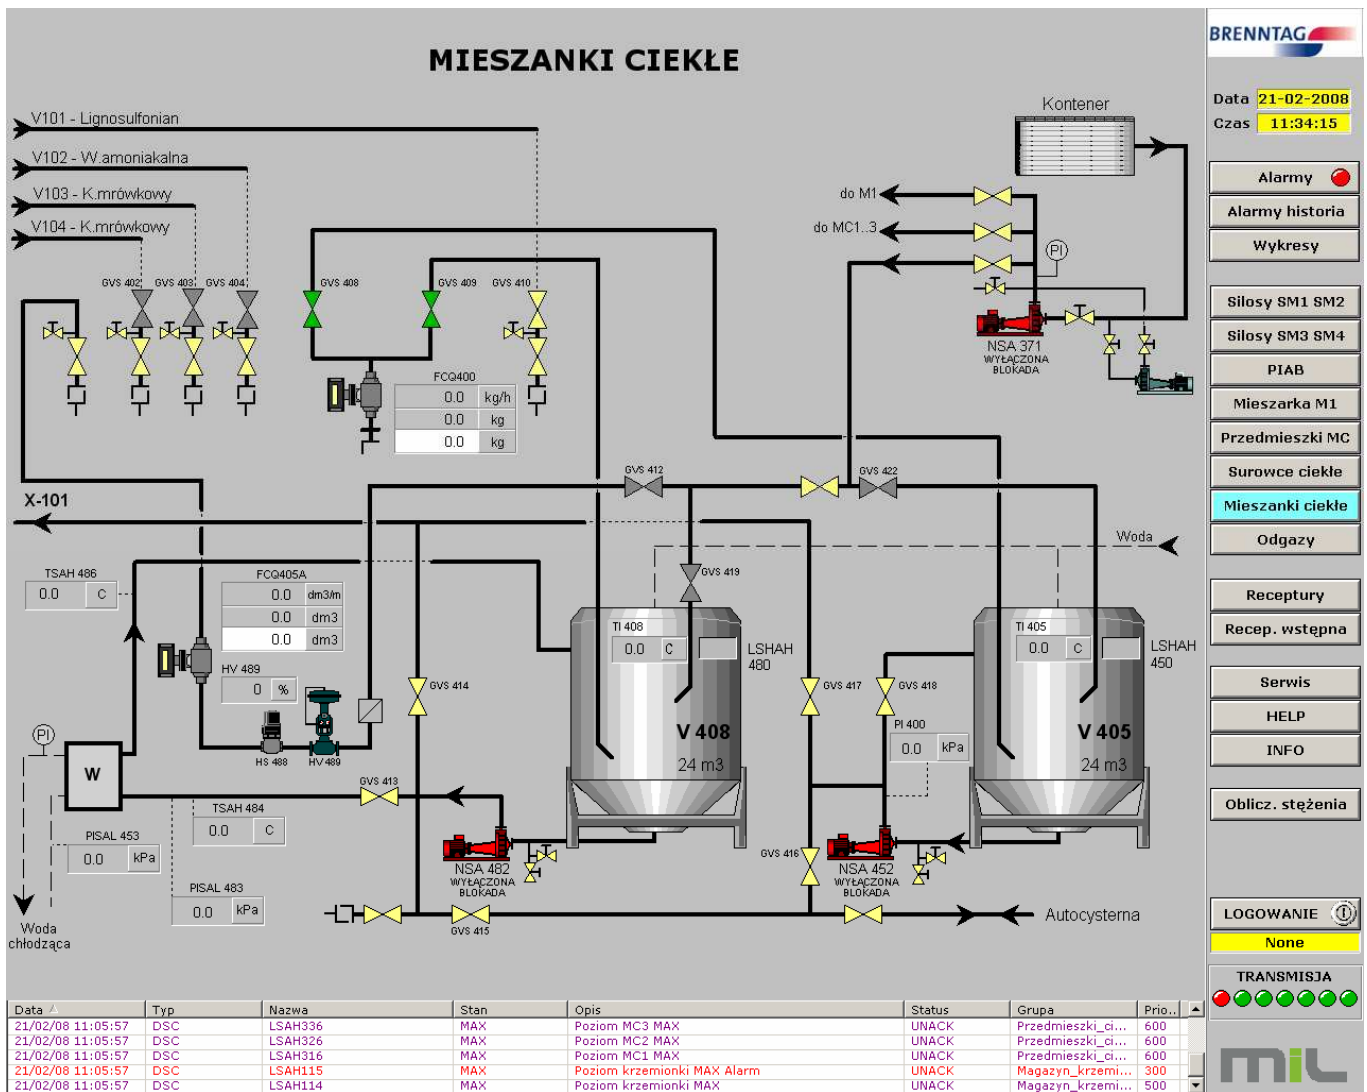 MIESZANKI CIEKŁE
BRENNTAG
Data 21-02-2008
Czas 11:34:15
Alarmy
Alarmy historia
Wykresy
Silosy SM1 SM2
Silosy SM3 SM4
PIAB
Mieszarka M1
Przedmieszki MC
Surowce ciekłe
Mieszanki ciekłe
Odgazy
Receptury
Recep. wstępna
Serwis
HELP
INFO
Oblicz. stężenia
LOGOWANIE
None
TRANSMISJA
mil
V101 - Lignosulfonian
V102 - W.amoniakalna
V103 - K.mrówkowy
V104 - K.mrówkowy
Kontener
do M1
do MC1..3
PI
GVS 402
GVS 403
GVS 404
GVS 408
GVS 409
GVS 410
NSA 371
WYŁĄCZONA
BLOKADA
FCQ400
0.0 kg/h
0.0 kg
0.0 kg
GVS 412
GVS 422
X-101
Woda
TSAH 486
0.0 C
FCQ405A
0.0 dm3/m
0.0 dm3
0.0 dm3
GVS 419
TI 408
0.0 C
LSHAH
480
TI 405
0.0 C
LSHAH
450
HV 489
0 %
GVS 414
GVS 417
GVS 418
PI 400
0.0 kPa
V 408
24 m3
V 405
24 m3
PI
W
HS 488
HV 489
GVS 413
TSAH 484
0.0 C
PISAL 453
0.0 kPa
PISAL 483
0.0 kPa
NSA 482
WYŁĄCZONA
BLOKADA
GVS 416
NSA 452
WYŁĄCZONA
BLOKADA
GVS 415
Autocysterna
Woda
chłodząca
Data Typ Nazwa Stan Opis Status Grupa Prio..
21/02/08 11:05:57 DSC LSAH336 MAX Poziom MC3 MAX UNACK Przedmieszki_ci... 600
21/02/08 11:05:57 DSC LSAH326 MAX Poziom MC2 MAX UNACK Przedmieszki_ci... 600
21/02/08 11:05:57 DSC LSAH316 MAX Poziom MC1 MAX UNACK Przedmieszki_ci... 600
21/02/08 11:05:57 DSC LSAH115 MAX Poziom krzemionki MAX Alarm UNACK Magazyn_krzemi... 300
21/02/08 11:05:57 DSC LSAH114 MAX Poziom krzemionki MAX UNACK Magazyn_krzemi... 500